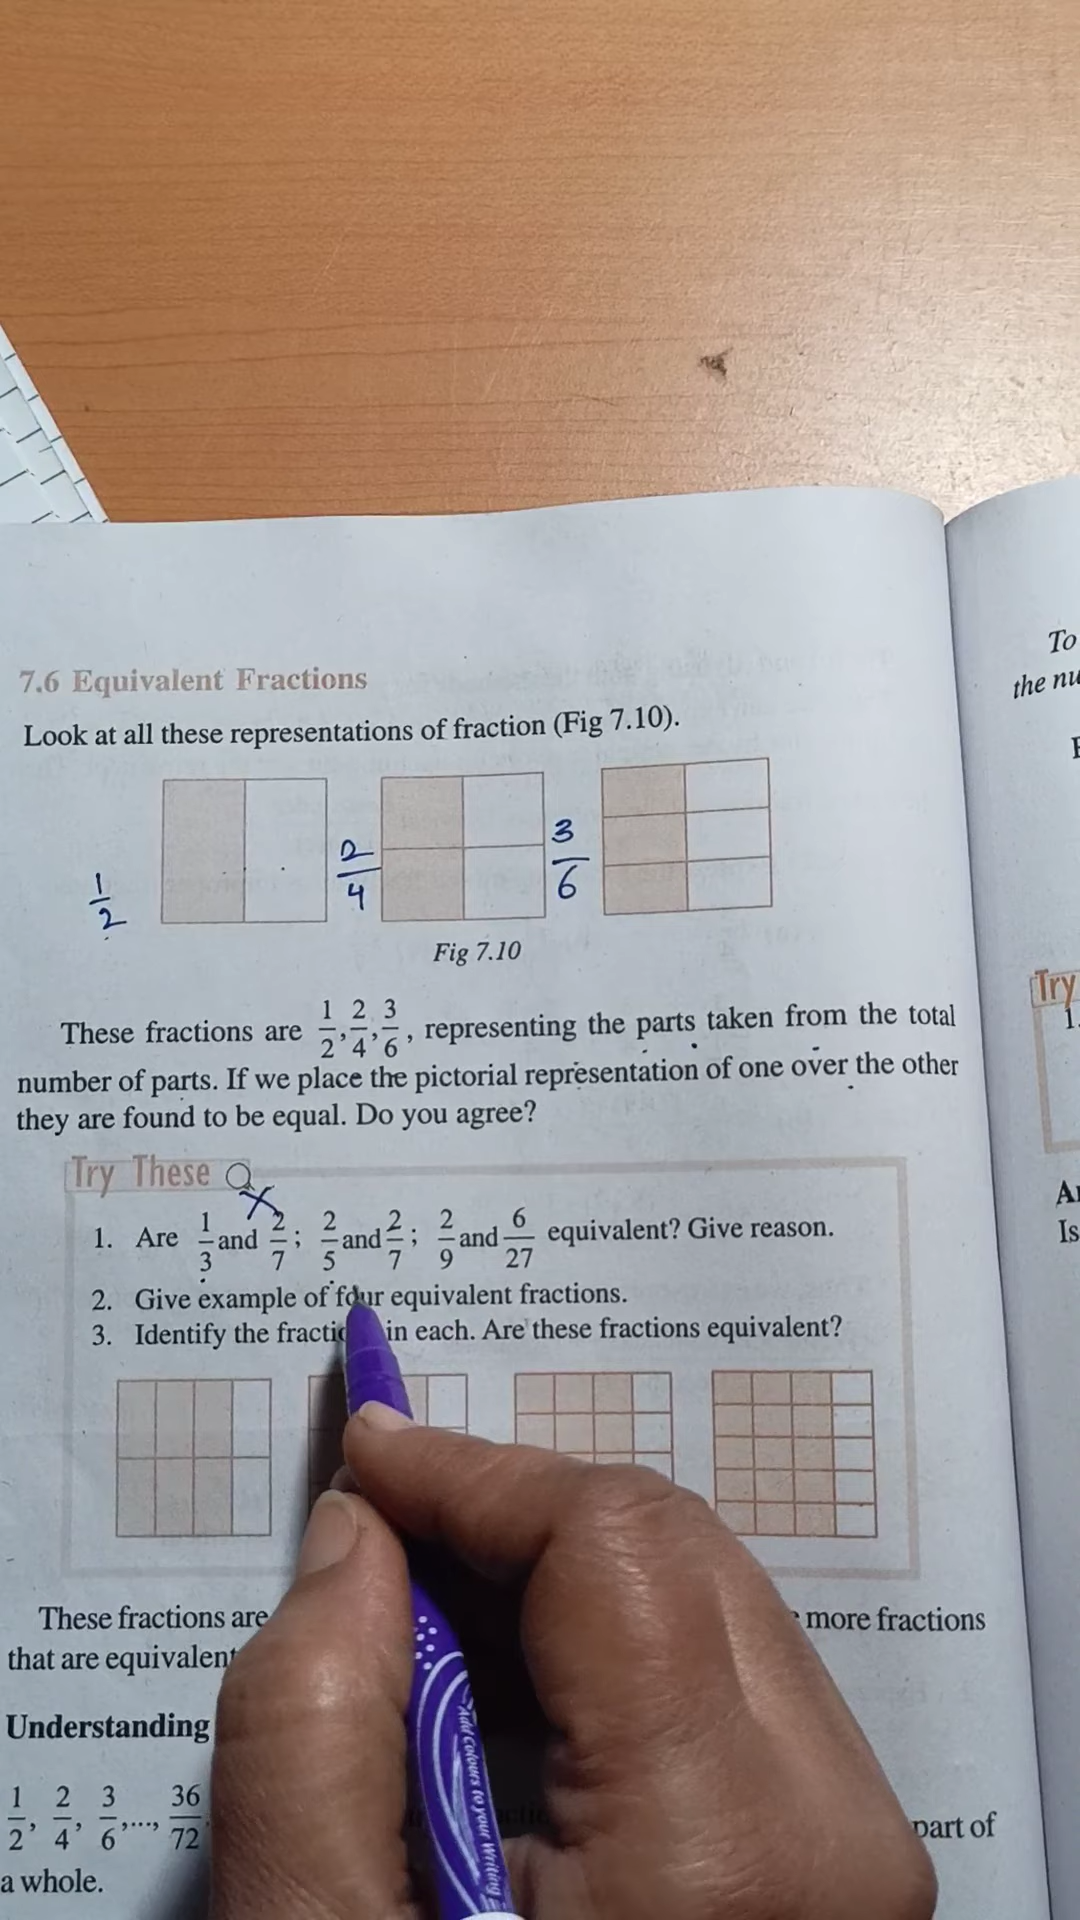 7.6 Equivalent Fractions
Look at all these representations of fraction (Fig 7.10).
1/2 2/4 3/6
Fig 7.10
These fractions are 1/2, 2/4, 3/6, representing the parts taken from the total
number of parts. If we place the pictorial representation of one over the other
they are found to be equal. Do you agree?
Try These
1. Are 1/3 and 2/7; 2/5 and 2/7; 2/9 and 6/27 equivalent? Give reason.
2. Give example of four equivalent fractions.
3. Identify the in each. Are these fractions equivalent?
These fractions are more fractions
that are
Understanding
1/2, 2/4, 3/6, ..., 36/72 part of
a whole.
Add Colours to your Writing
To
the
Try
1.
Is